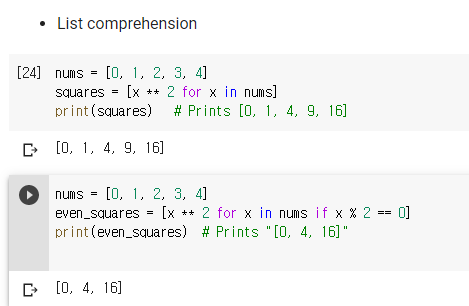 • List comprehension
[24] nums = [0, 1, 2, 3, 4]
squares = [x ** 2 for x in nums]
print(squares)   # Prints [0, 1, 4, 9, 16]
[0, 1, 4, 9, 16]
nums = [0, 1, 2, 3, 4]
even_squares = [x ** 2 for x in nums if x % 2 == 0]
print(even_squares)  # Prints "[0, 4, 16]"
[0, 4, 16]